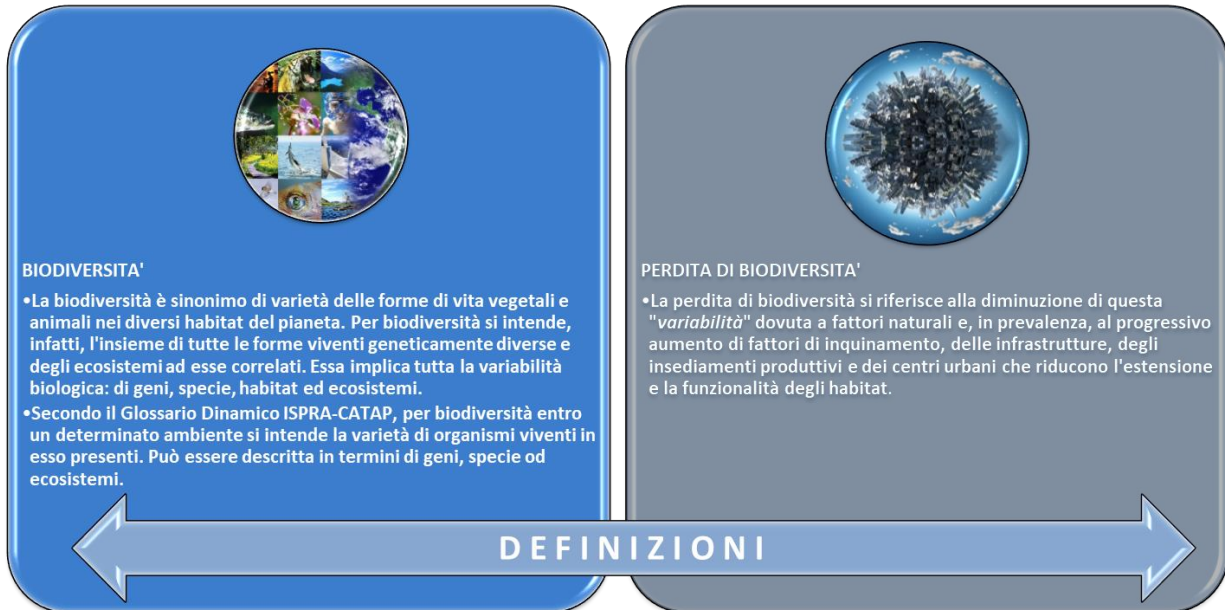 BIODIVERSITA'
•La biodiversità è sinonimo di varietà delle forme di vita vegetali e
animali nei diversi habitat del pianeta. Per biodiversità si intende,
infatti, l'insieme di tutte le forme viventi geneticamente diverse e
degli ecosistemi ad esse correlati. Essa implica tutta la variabilità
biologica: di geni, specie, habitat ed ecosistemi.
•Secondo il Glossario Dinamico ISPRA-CATAP, per biodiversità entro
un determinato ambiente si intende la varietà di organismi viventi in
esso presenti. Può essere descritta in termini di geni, specie od
ecosistemi.
PERDITA DI BIODIVERSITA'
•La perdita di biodiversità si riferisce alla diminuzione di questa
"variabilità" dovuta a fattori naturali e, in prevalenza, al progressivo
aumento di fattori di inquinamento, delle infrastrutture, degli
insediamenti produttivi e dei centri urbani che riducono l'estensione
e la funzionalità degli habitat.
DEFINIZIONI